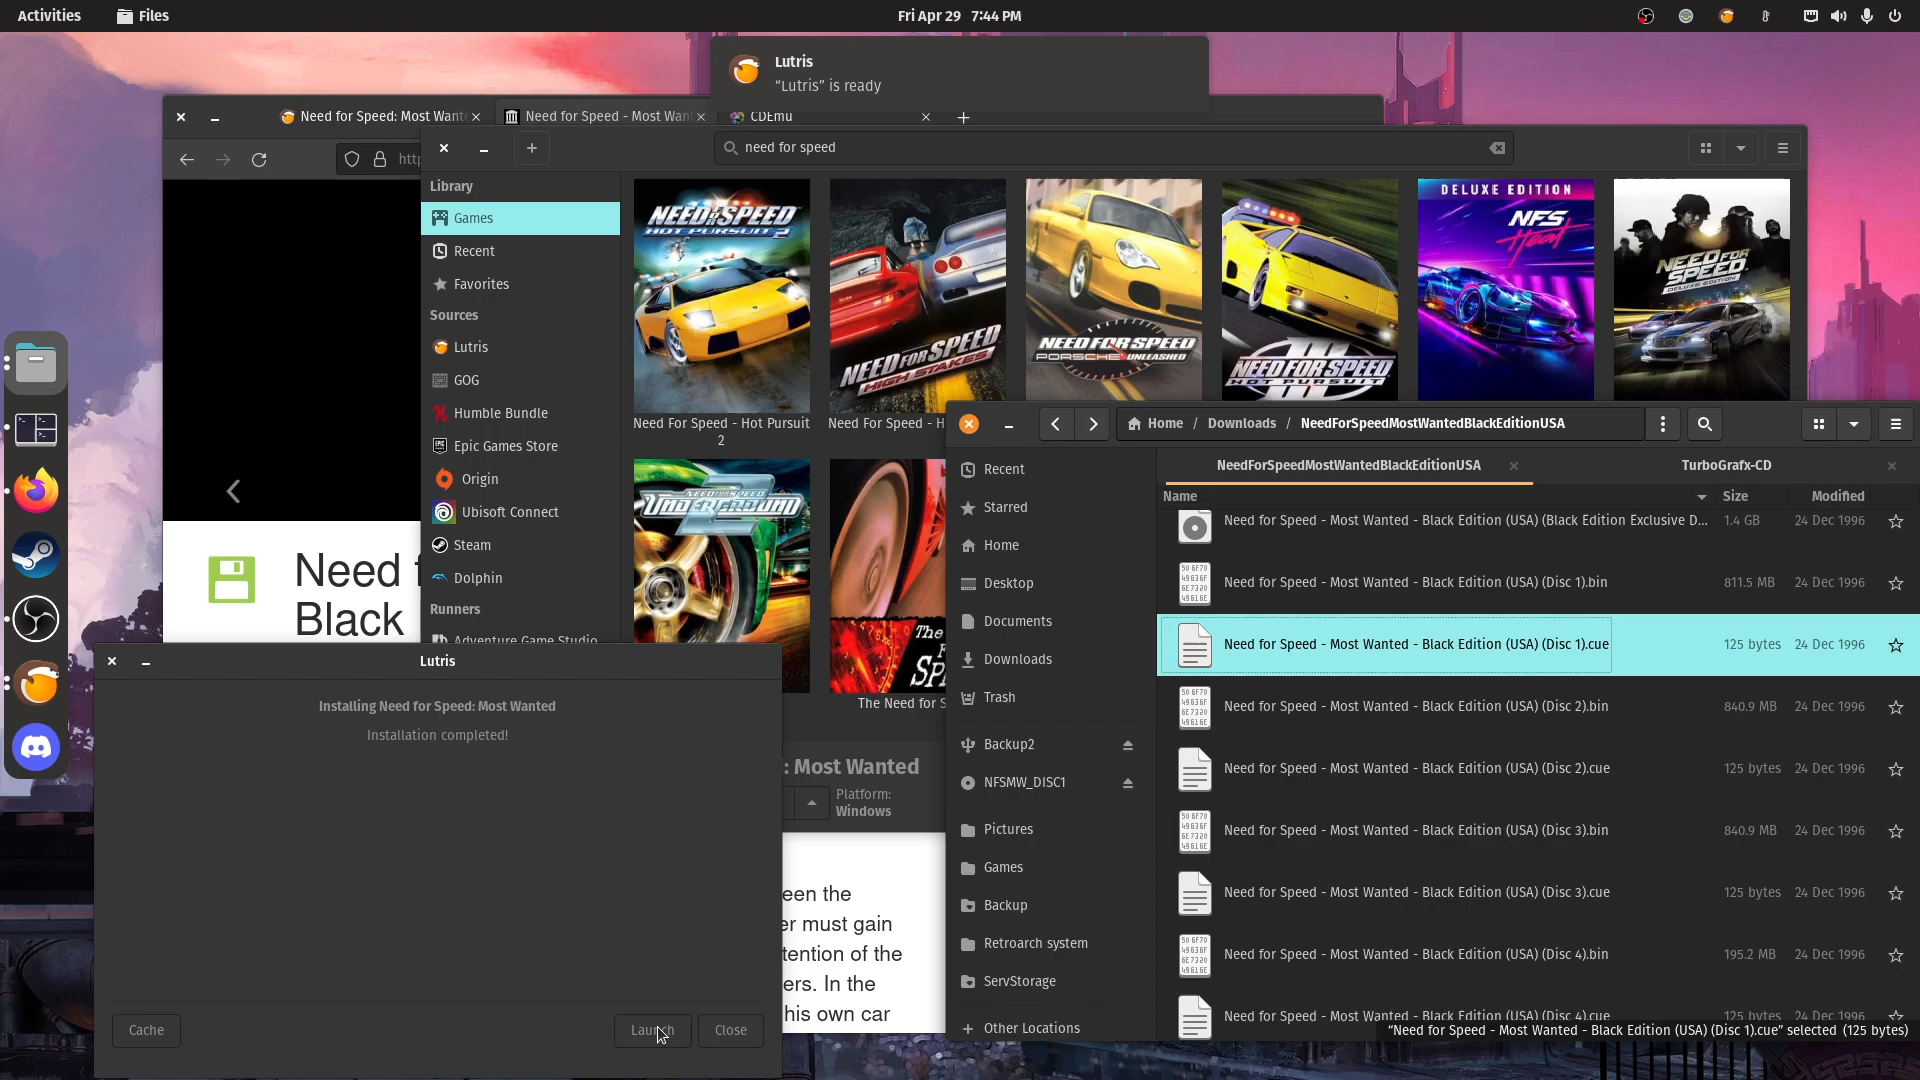 Activities
Files
Fri Apr 29 7:44 PM
Lutris
“Lutris” is ready
Need for Speed: Most Want
Need for Speed - Most Wan
CDEmu
http
need for speed
Library
Games
Recent
Favorites
Sources
Lutris
GOG
Humble Bundle
Epic Games Store
Origin
Ubisoft Connect
Steam
Dolphin
Runners
Adventure Game Studio
NEED FOR SPEED
HOT PURSUIT 2
NEED FOR SPEED
HIGH STAKES
NEED FOR SPEED
PORSCHE UNLEASHED
NEED FOR SPEED
III
HOT PURSUIT
DELUXE EDITION
NFS
Heat
NEED FOR
SPEED
DELUXE EDITION
Need For Speed - Hot Pursuit
2
Need For Speed - H
NEED FOR SPEED
UNDERGROUND
2
The
The Need for S
Need f
Black
: Most Wanted
Platform:
Windows
een the
er must gain
tention of the
ers. In the
his own car
Lutris
Installing Need for Speed: Most Wanted
Installation completed!
Cache
Launch
Close
Home / Downloads / NeedForSpeedMostWantedBlackEditionUSA
NeedForSpeedMostWantedBlackEditionUSA
TurboGrafx-CD
Recent
Starred
Home
Desktop
Documents
Downloads
Trash
Backup2
NFSMW_DISC1
Pictures
Games
Backup
Retroarch system
ServStorage
Other Locations
Name Size Modified
Need for Speed - Most Wanted - Black Edition (USA) (Black Edition Exclusive D... 1.4 GB 24 Dec 1996
Need for Speed - Most Wanted - Black Edition (USA) (Disc 1).bin 811.5 MB 24 Dec 1996
Need for Speed - Most Wanted - Black Edition (USA) (Disc 1).cue 125 bytes 24 Dec 1996
Need for Speed - Most Wanted - Black Edition (USA) (Disc 2).bin 840.9 MB 24 Dec 1996
Need for Speed - Most Wanted - Black Edition (USA) (Disc 2).cue 125 bytes 24 Dec 1996
Need for Speed - Most Wanted - Black Edition (USA) (Disc 3).bin 840.9 MB 24 Dec 1996
Need for Speed - Most Wanted - Black Edition (USA) (Disc 3).cue 125 bytes 24 Dec 1996
Need for Speed - Most Wanted - Black Edition (USA) (Disc 4).bin 195.2 MB 24 Dec 1996
Need for Speed - Most Wanted - Black Edition (USA) (Disc 4).cue 125 bytes 24 Dec 1996
“Need for Speed - Most Wanted - Black Edition (USA) (Disc 1).cue” selected (125 bytes)